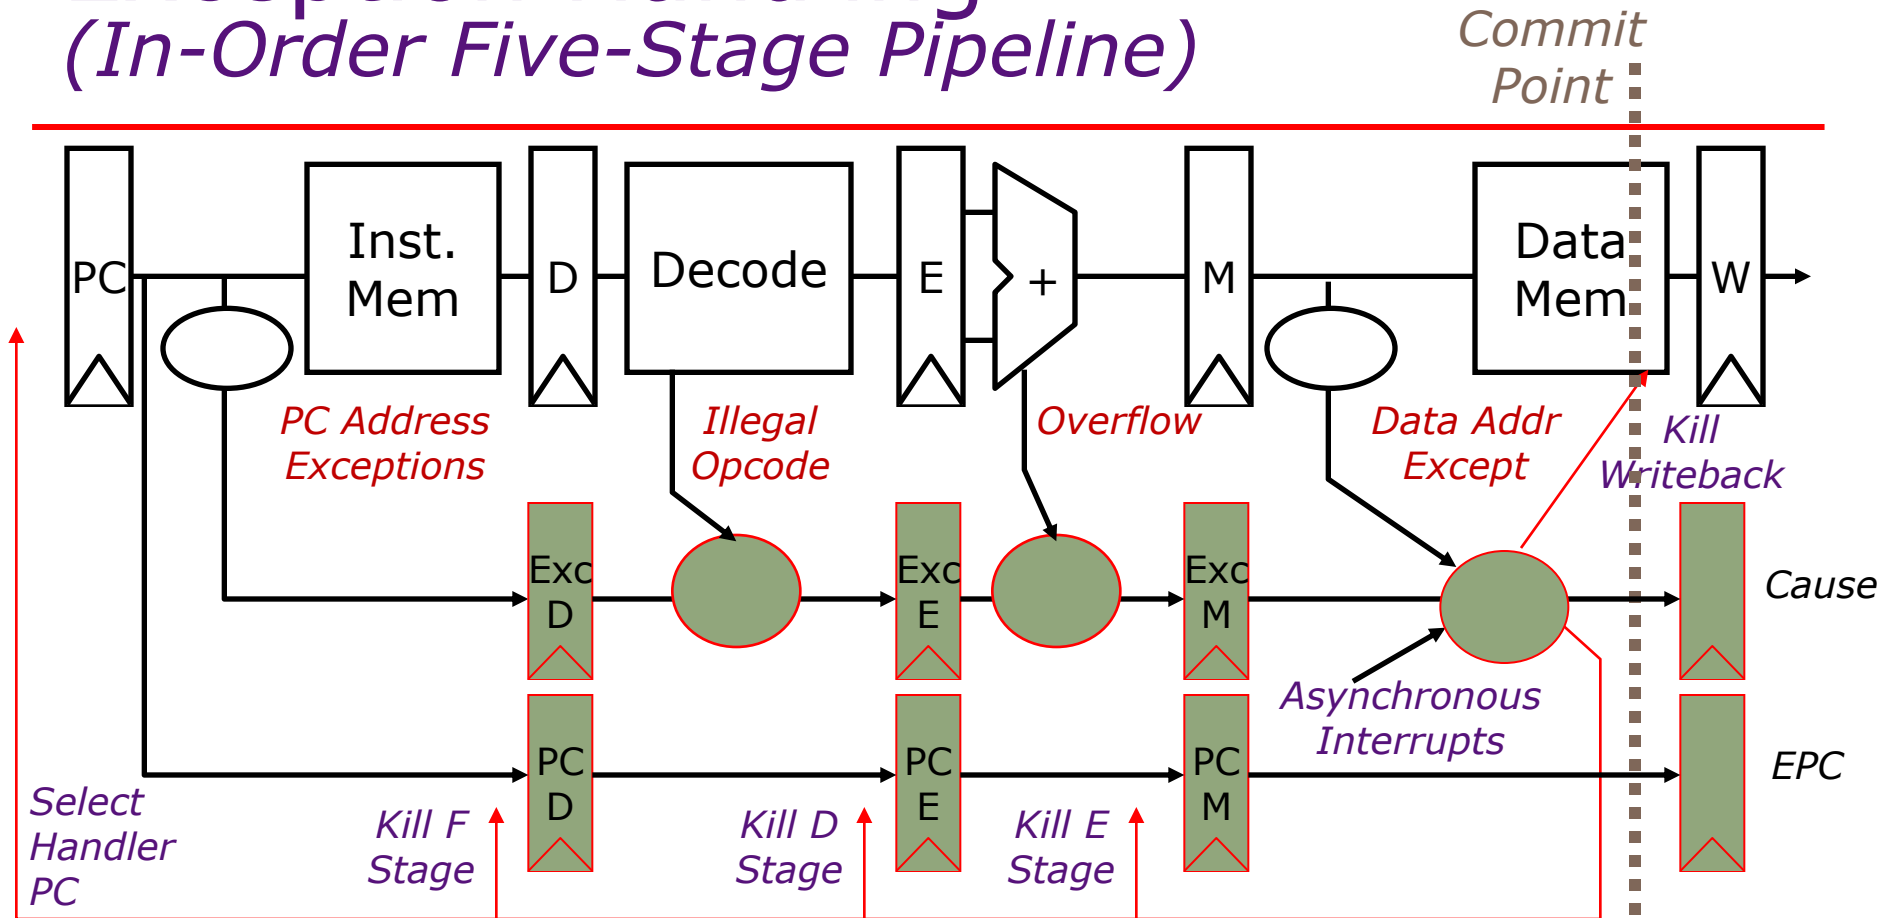 Exception Handling
(In-Order Five-Stage Pipeline)
Commit
Point
PC
Inst.
Mem
D
Decode
E
+
M
Data
Mem
W
PC Address
Exceptions
Illegal
Opcode
Overflow
Data Addr
Except
Kill
Writeback
Exc
D
Exc
E
Exc
M
Cause
Asynchronous
Interrupts
PC
D
PC
E
PC
M
EPC
Select
Handler
PC
Kill F
Stage
Kill D
Stage
Kill E
Stage